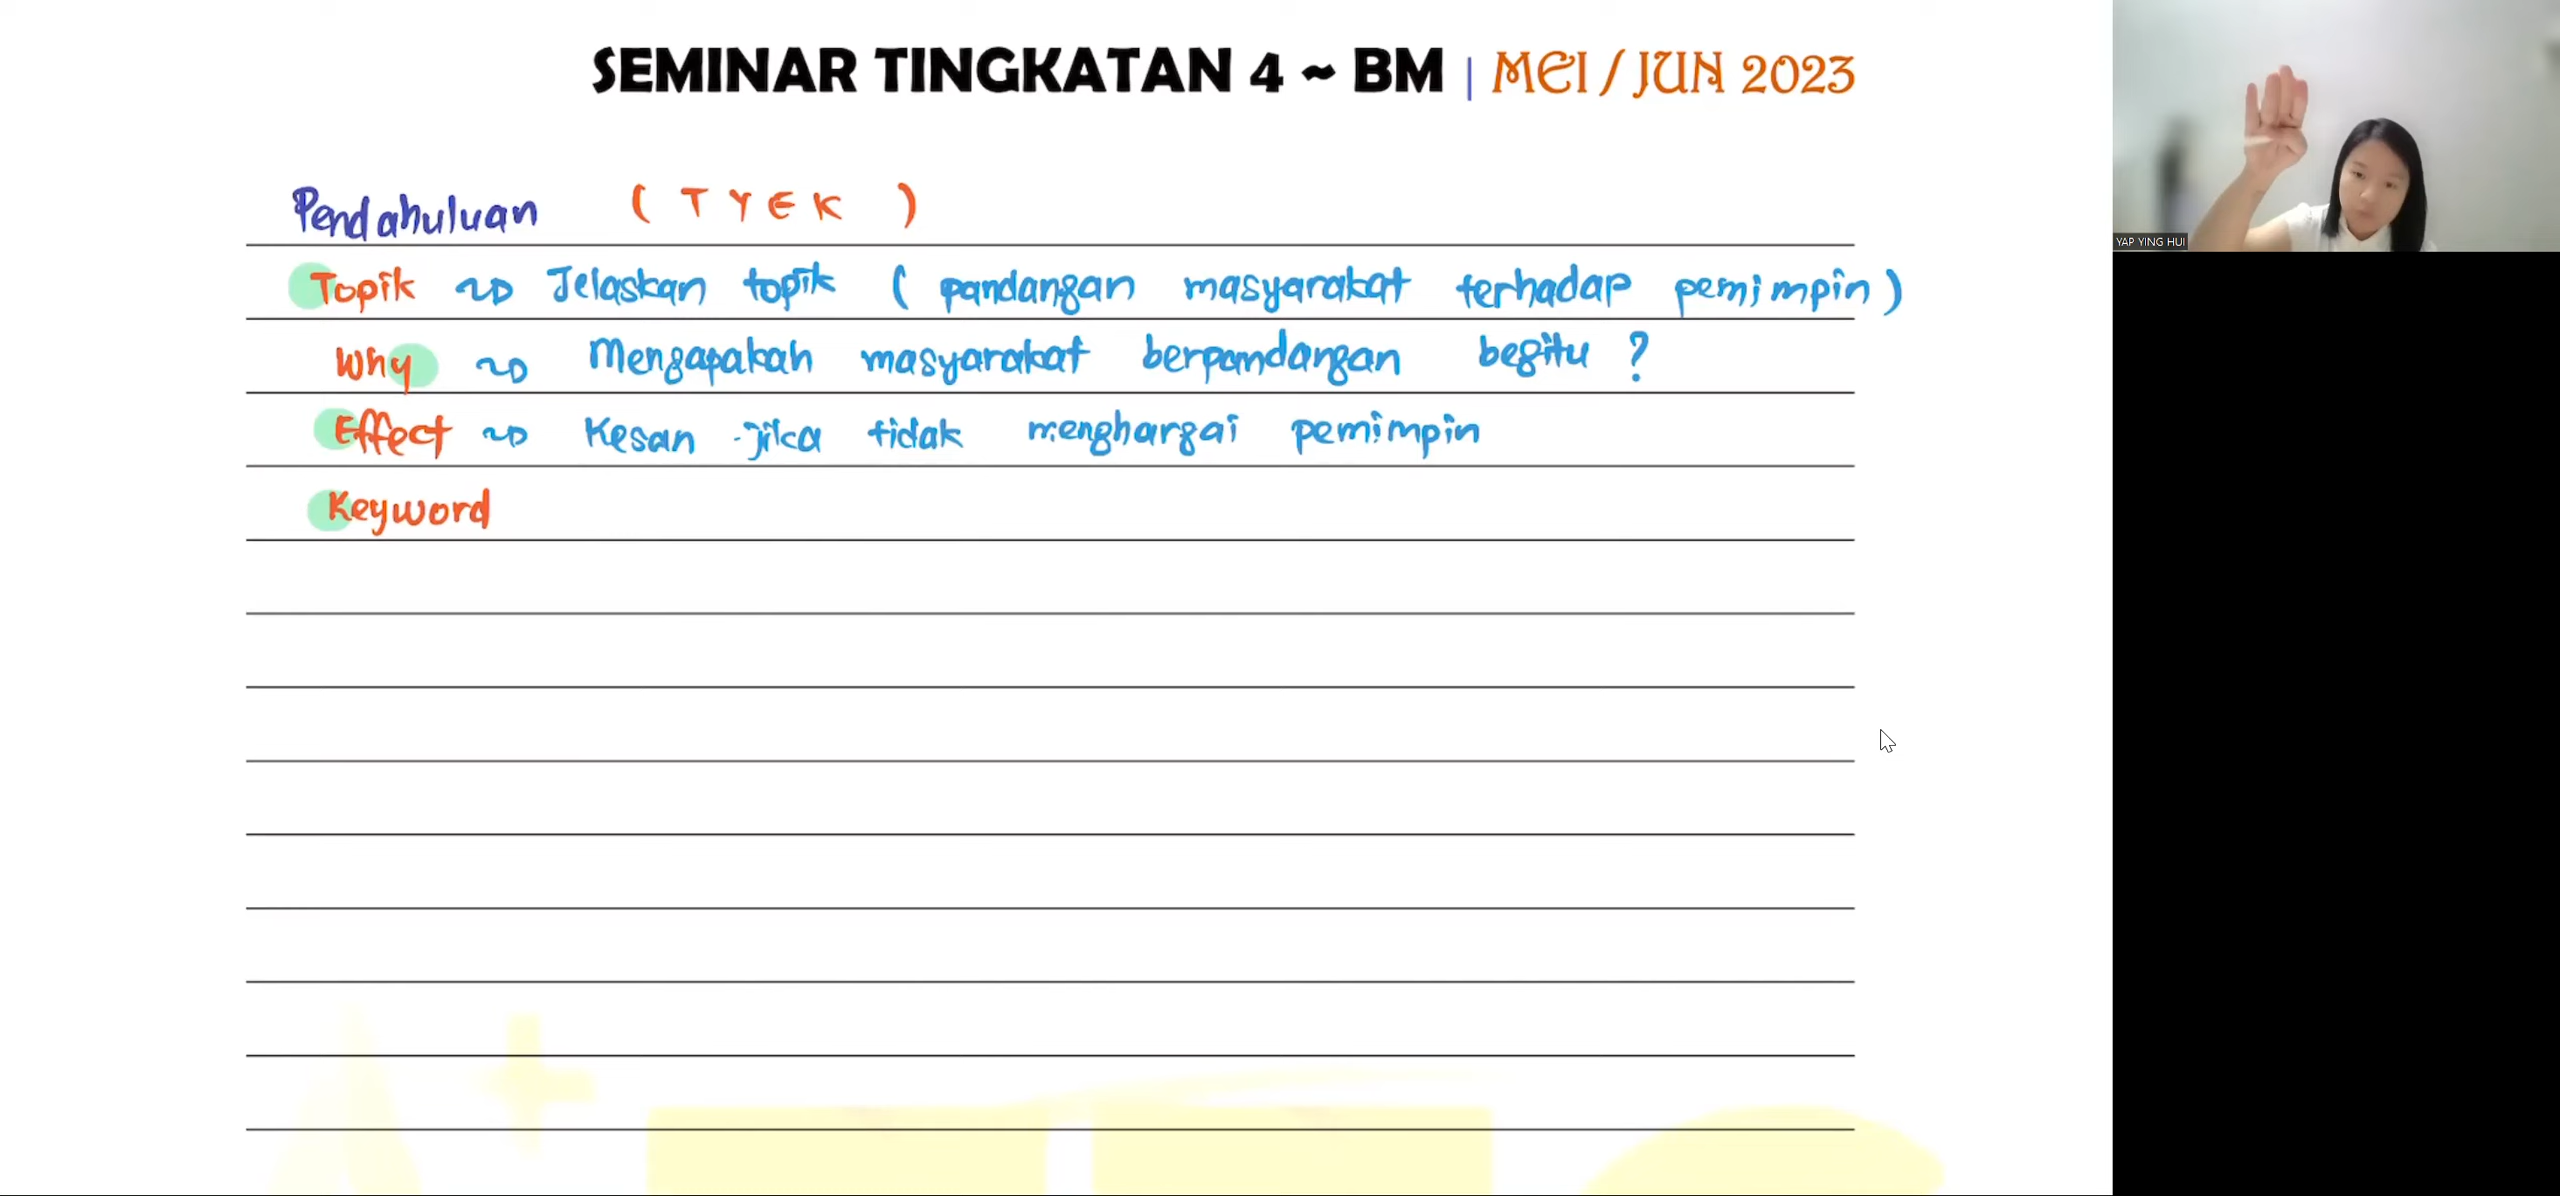 SEMINAR TINGKATAN 4 ~ BM | MEI / JUN 2023
Pendahuluan ( T Y E K )
Topik ~> Jelaskan topik ( pandangan masyarakat terhadap pemimpin )
Why ~> Mengapakah masyarakat berpandangan begitu ?
Effect ~> Kesan jika tidak menghargai pemimpin
Keyword
YAP YING HUI
A+